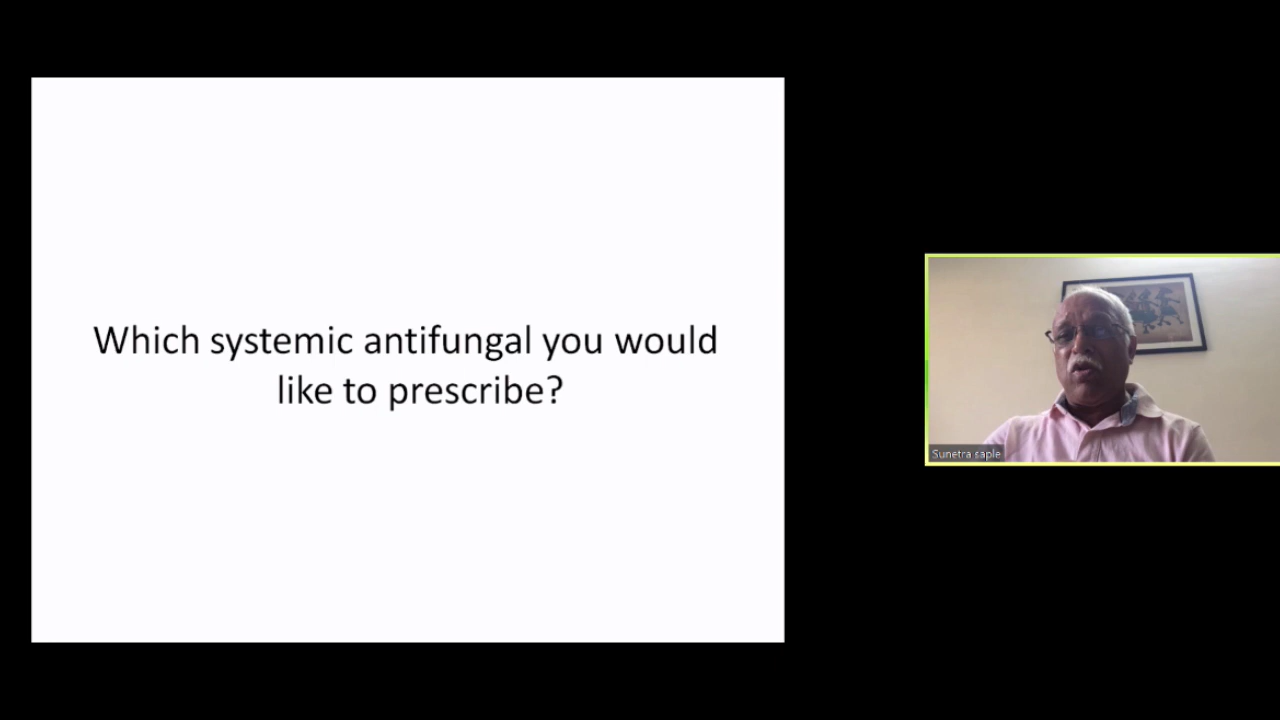 Which systemic antifungal you would
like to prescribe?
Sunetra saple